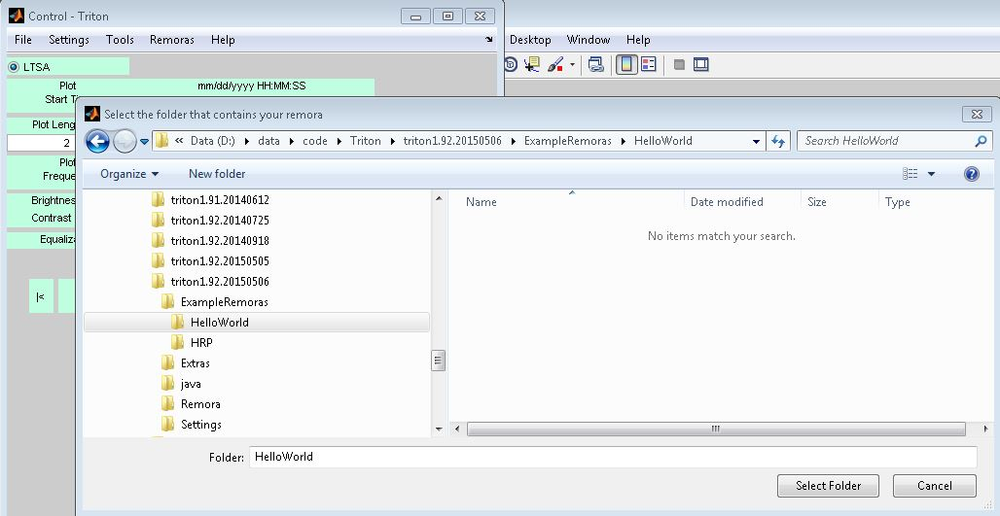 Control - Triton
File Settings Tools Remoras Help
Desktop Window Help
LTSA
Plot
mm/dd/yyyy HH:MM:SS
Start Ti
Plot Leng
2
Plot
Freque
Brightnes
Contrast
Equaliza
|<
Select the folder that contains your remora
« Data (D:) data code Triton triton1.92.20150506 ExampleRemoras HelloWorld
Search HelloWorld
Organize New folder
triton1.91.20140612
triton1.92.20140725
triton1.92.20140918
triton1.92.20150505
triton1.92.20150506
ExampleRemoras
HelloWorld
HRP
Extras
java
Remora
Settings
Name Date modified Size Type
No items match your search.
Folder: HelloWorld
Select Folder Cancel